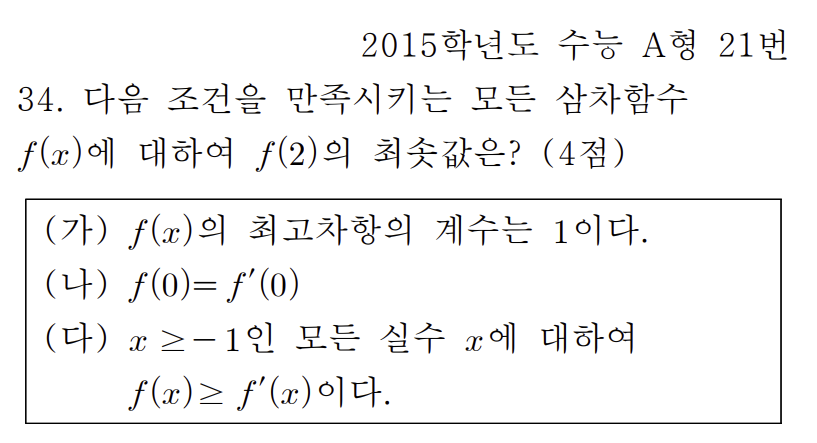 2015학년도 수능 A형 21번
34. 다음 조건을 만족시키는 모든 삼차함수
f(x)에 대하여 f(2)의 최솟값은? (4점)
(가) f(x)의 최고차항의 계수는 1이다.
(나) f(0)= f′(0)
(다) x ≥-1인 모든 실수 x에 대하여
f(x)≥ f′(x)이다.